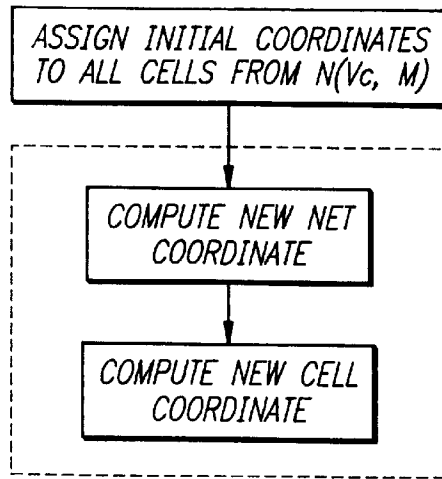 ASSIGN INITIAL COORDINATES
TO ALL CELLS FROM N(Vc, M)
COMPUTE NEW NET
COORDINATE
COMPUTE NEW CELL
COORDINATE